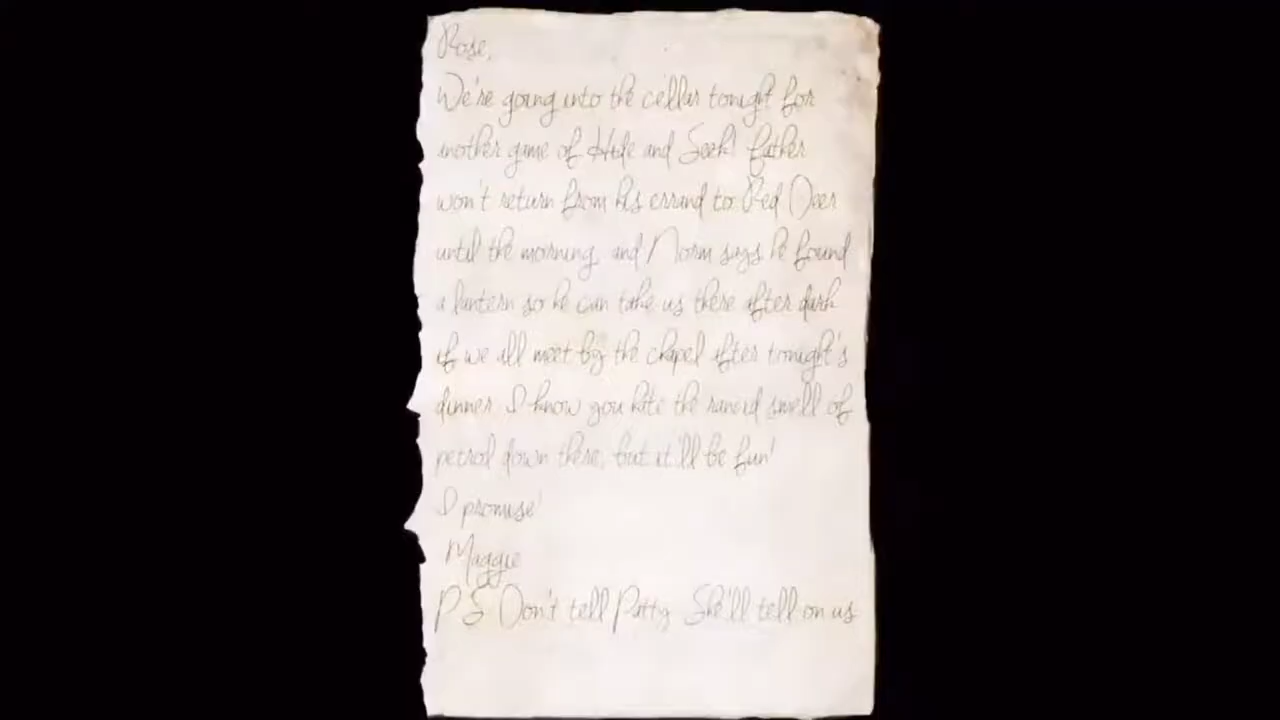 Rose,
We're going into the cellar tonight for
another game of Hide and Seek! Father
won't return from his errand to Red Deer
until the morning, and Norm says he found
a lantern so he can take us there after dark
if we all meet by the chapel after tonight's
dinner. I know you hate the rancid smell of
petrol down there, but it'll be fun!
I promise!
Maggie
P.S. Don't tell Patty. She'll tell on us.